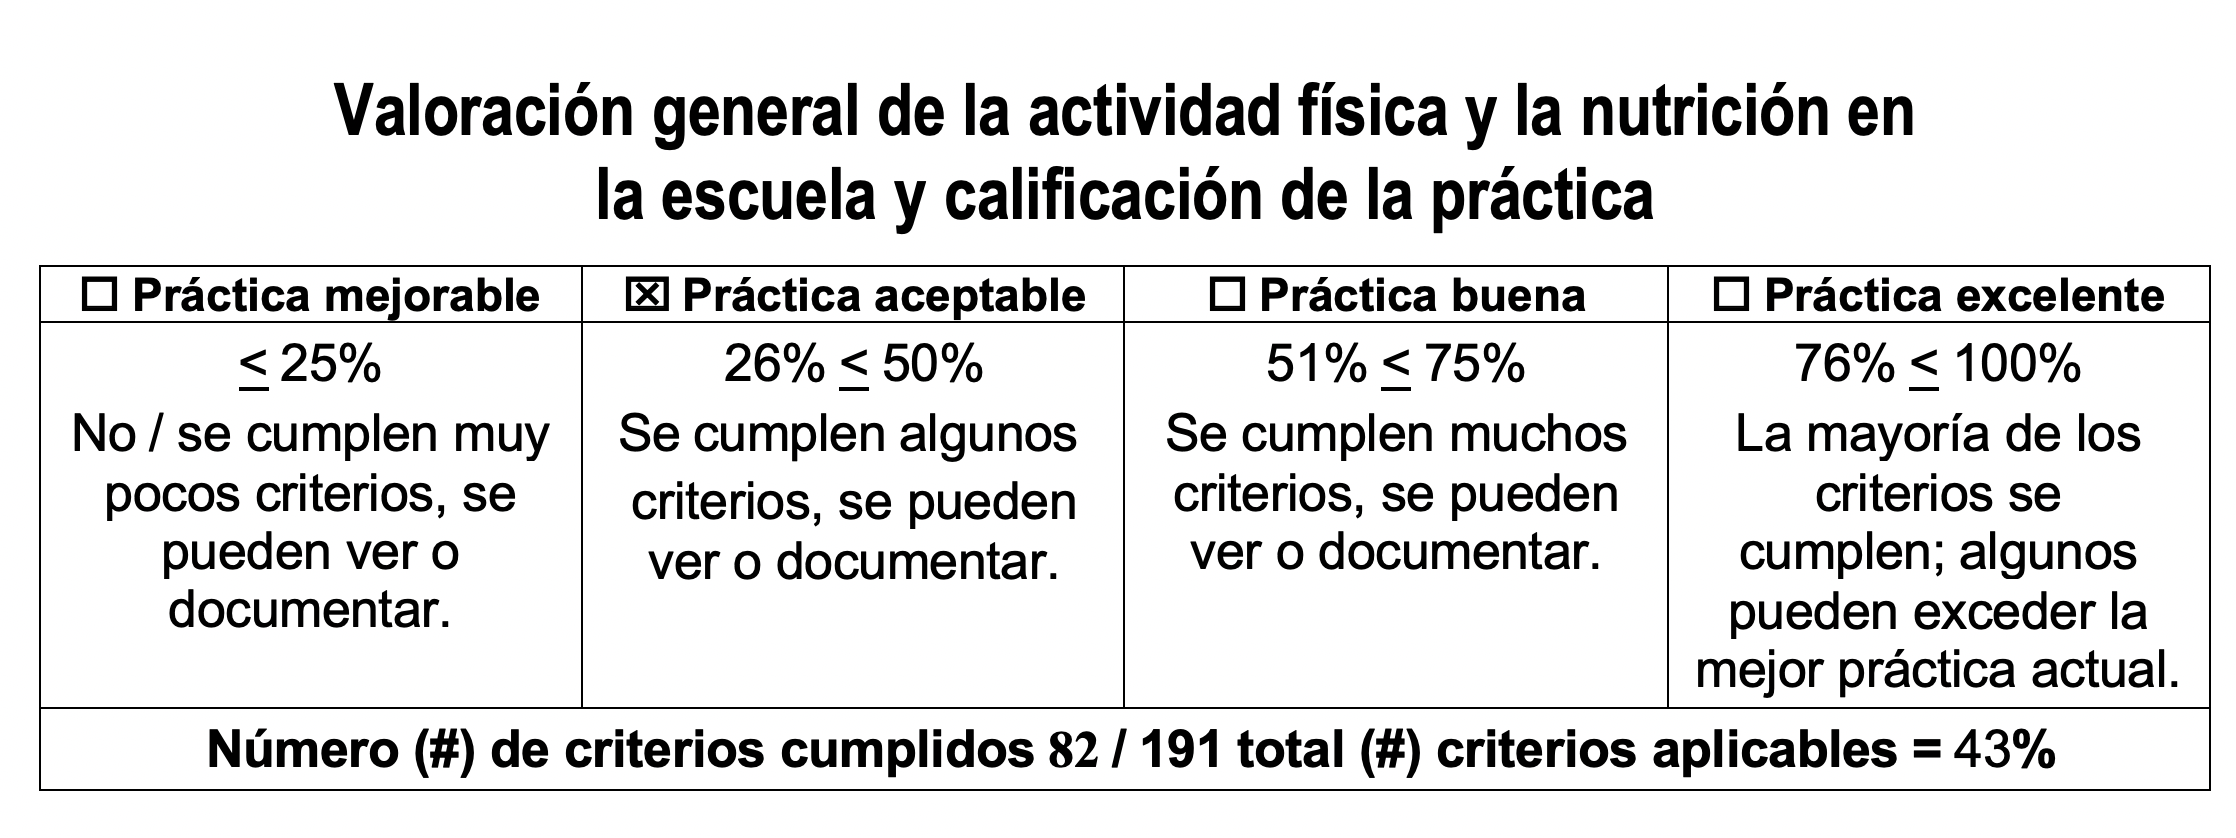 Valoración general de la actividad física y la nutrición en
la escuela y calificación de la práctica
☐ Práctica mejorable
☒ Práctica aceptable
☐ Práctica buena
☐ Práctica excelente
≤ 25%
No / se cumplen muy
pocos criterios, se
pueden ver o
documentar.
26% ≤ 50%
Se cumplen algunos
criterios, se pueden
ver o documentar.
51% ≤ 75%
Se cumplen muchos
criterios, se pueden
ver o documentar.
76% ≤ 100%
La mayoría de los
criterios se
cumplen; algunos
pueden exceder la
mejor práctica actual.
Número (#) de criterios cumplidos 82 / 191 total (#) criterios aplicables = 43%